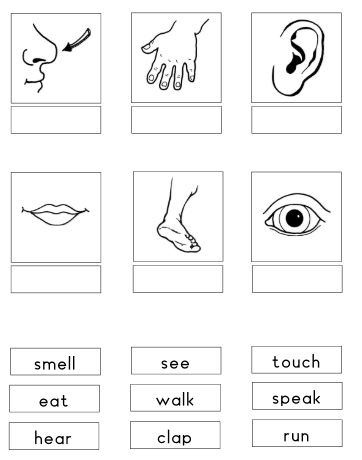 smell see touch
eat walk speak
hear clap run